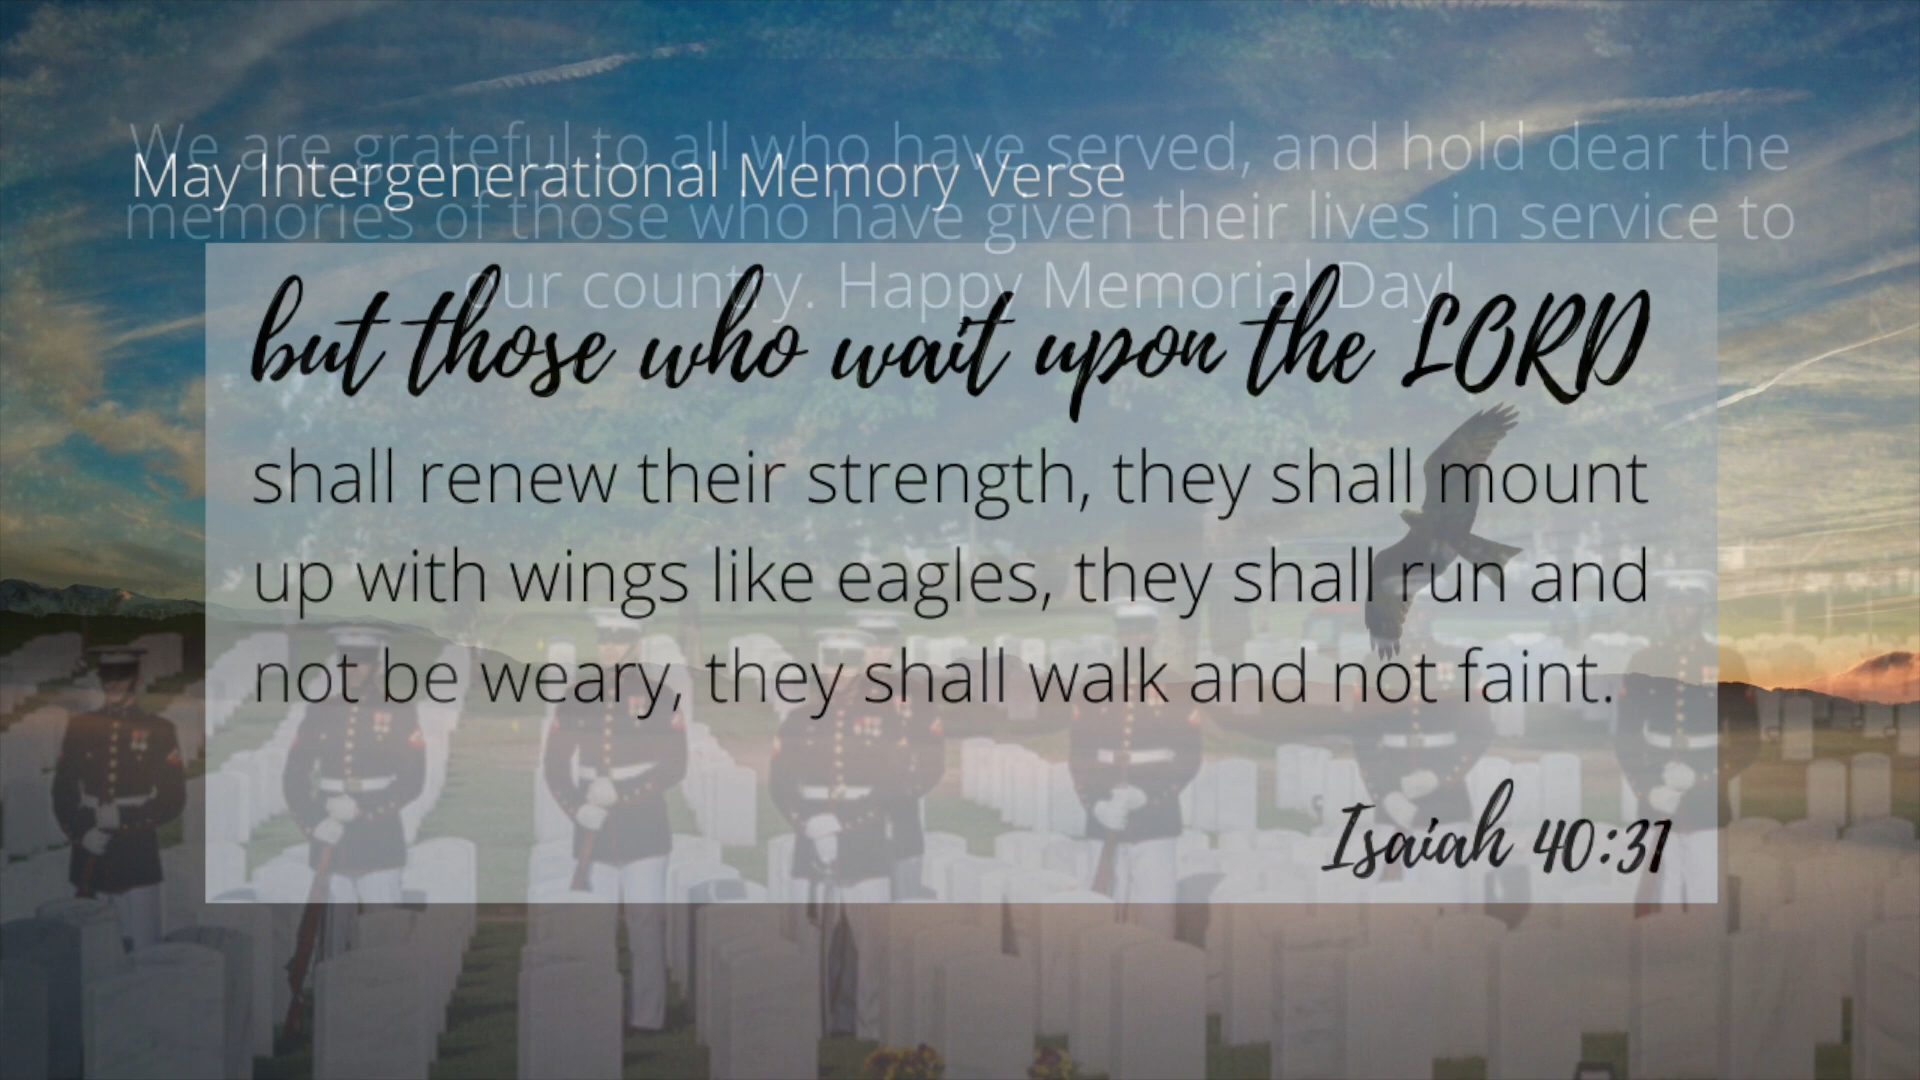 We are grateful to all who have served, and hold dear the
May Intergenerational Memory Verse
memories of those who have given their lives in service to
our country. Happy Memorial Day!
but those who wait upon the LORD
shall renew their strength, they shall mount
up with wings like eagles, they shall run and
not be weary, they shall walk and not faint.
Isaiah 40:31